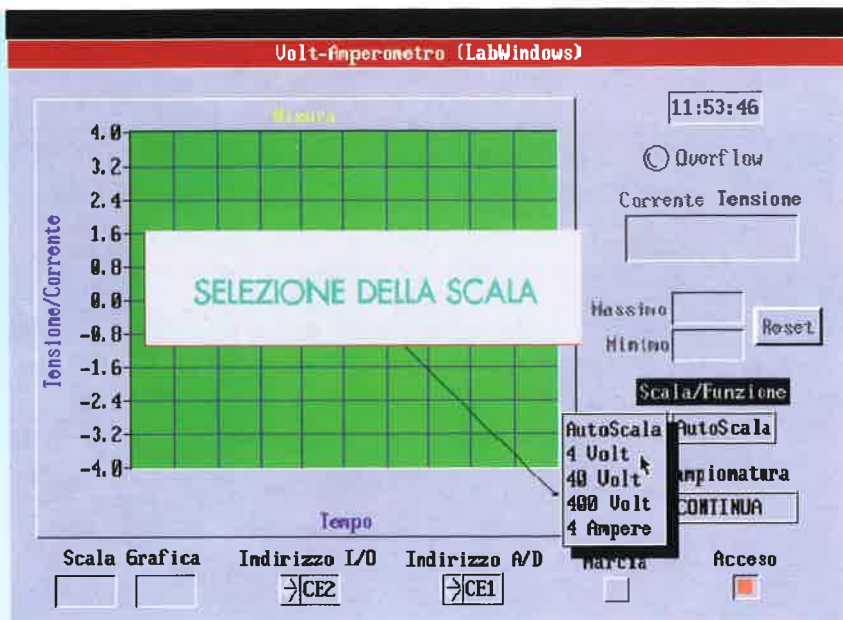 Volt-Amperometro (LabWindows)
Misura
11:53:46
4.0
3.2
2.4
1.6
0.8
0.0
-0.8
-1.6
-2.4
-3.2
-4.0
Tensione/Corrente
Tempo
SELEZIONE DELLA SCALA
Overflow
Corrente Tensione
Massimo
Minimo
Reset
Scala/Funzione
AutoScala
AutoScala
4 Volt
40 Volt
400 Volt
4 Ampere
mpionatura
CONTINUA
Scala Grafica
Indirizzo I/O
CE2
Indirizzo A/D
CE1
Marcia
Acceso